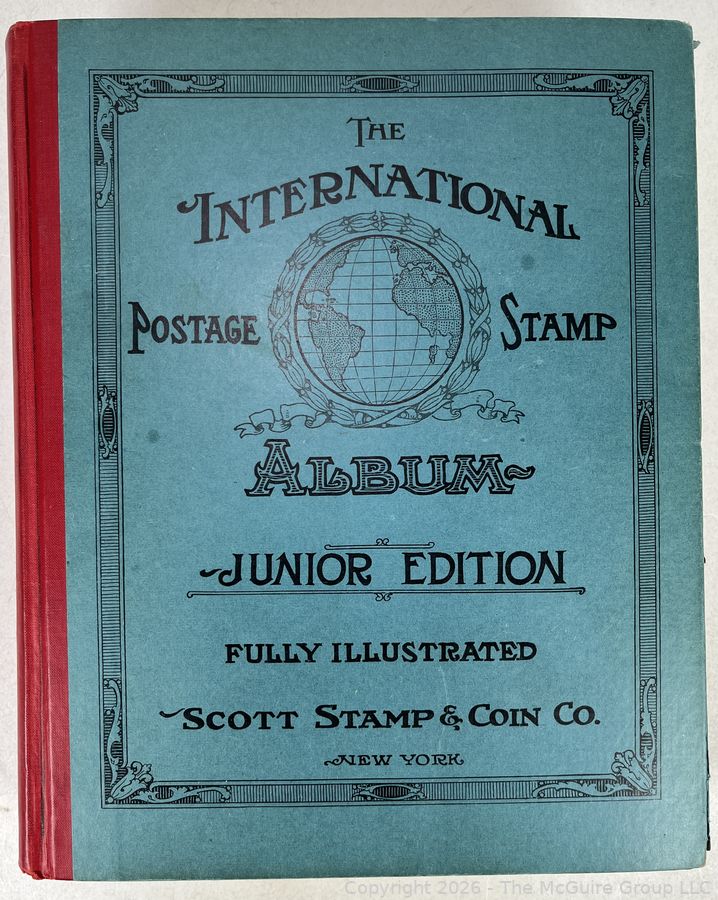 THE
INTERNATIONAL
POSTAGE STAMP
ALBUM
JUNIOR EDITION
FULLY ILLUSTRATED
SCOTT STAMP & COIN CO.
NEW YORK
Copyright 2026 - The McGuire Group LLC